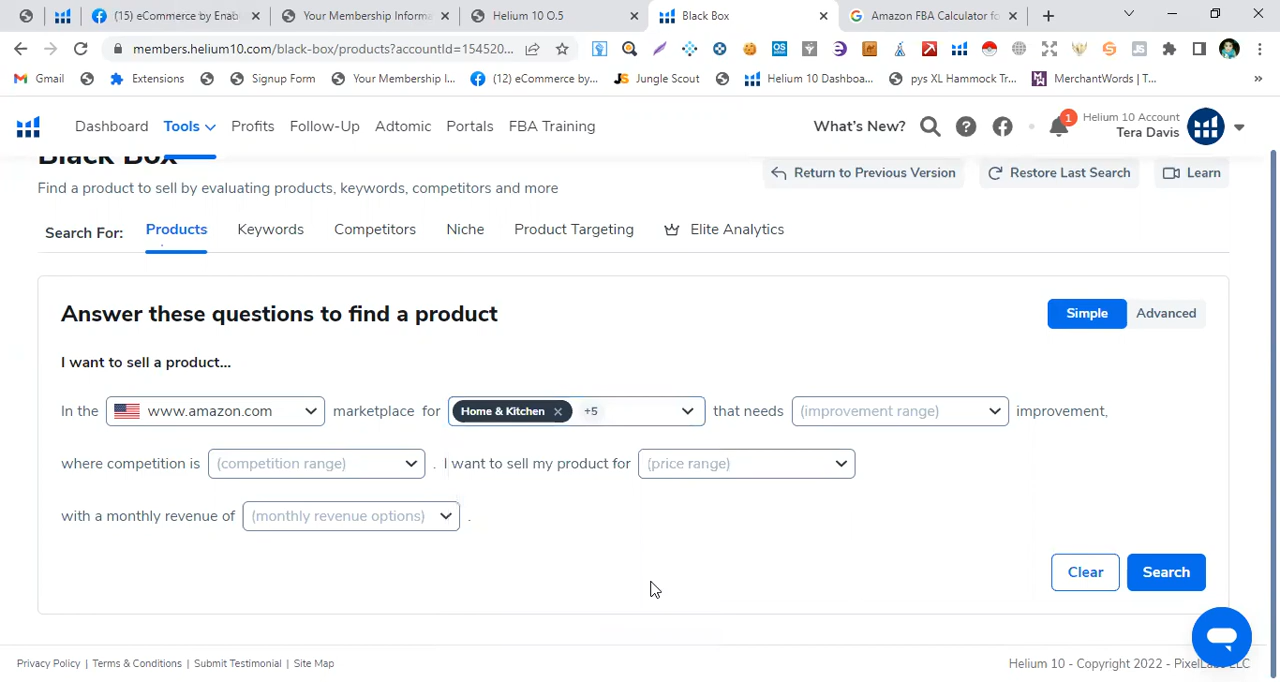 (15) eCommerce by Enab
Your Membership Informa
Helium 10 O.5
Black Box
Amazon FBA Calculator fo
members.helium10.com/black-box/products?accountId=154520...
Gmail
Extensions
Signup Form
Your Membership I...
(12) eCommerce by...
Jungle Scout
Helium 10 Dashboa...
pys XL Hammock Tr...
MerchantWords | T...
Dashboard
Tools
Profits
Follow-Up
Adtomic
Portals
FBA Training
What's New?
1
Helium 10 Account
Tera Davis
Black Box
Find a product to sell by evaluating products, keywords, competitors and more
Return to Previous Version
Restore Last Search
Learn
Search For:
Products
Keywords
Competitors
Niche
Product Targeting
Elite Analytics
Answer these questions to find a product
Simple
Advanced
I want to sell a product...
In the www.amazon.com marketplace for Home & Kitchen × +5 that needs (improvement range) improvement,
where competition is (competition range) . I want to sell my product for (price range)
with a monthly revenue of (monthly revenue options) .
Clear
Search
Privacy Policy | Terms & Conditions | Submit Testimonial | Site Map
Helium 10 - Copyright 2022 - PixelLabs LLC